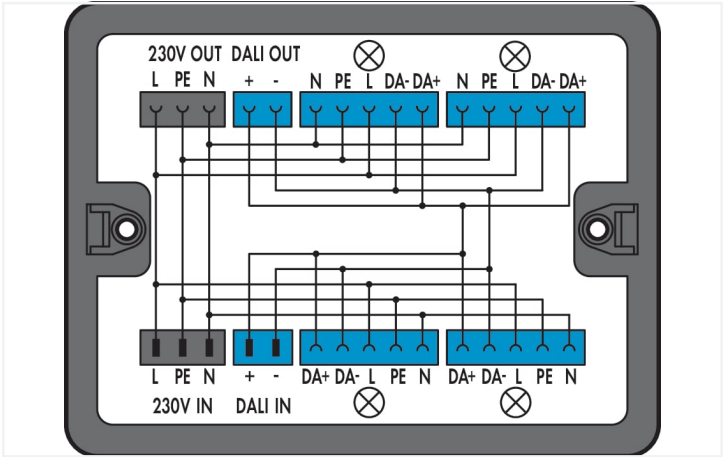 230V OUT DALI OUT
L PE N + - N PE L DA- DA+ N PE L DA- DA+
L PE N + - DA+ DA- L PE N DA+ DA- L PE N
230V IN DALI IN